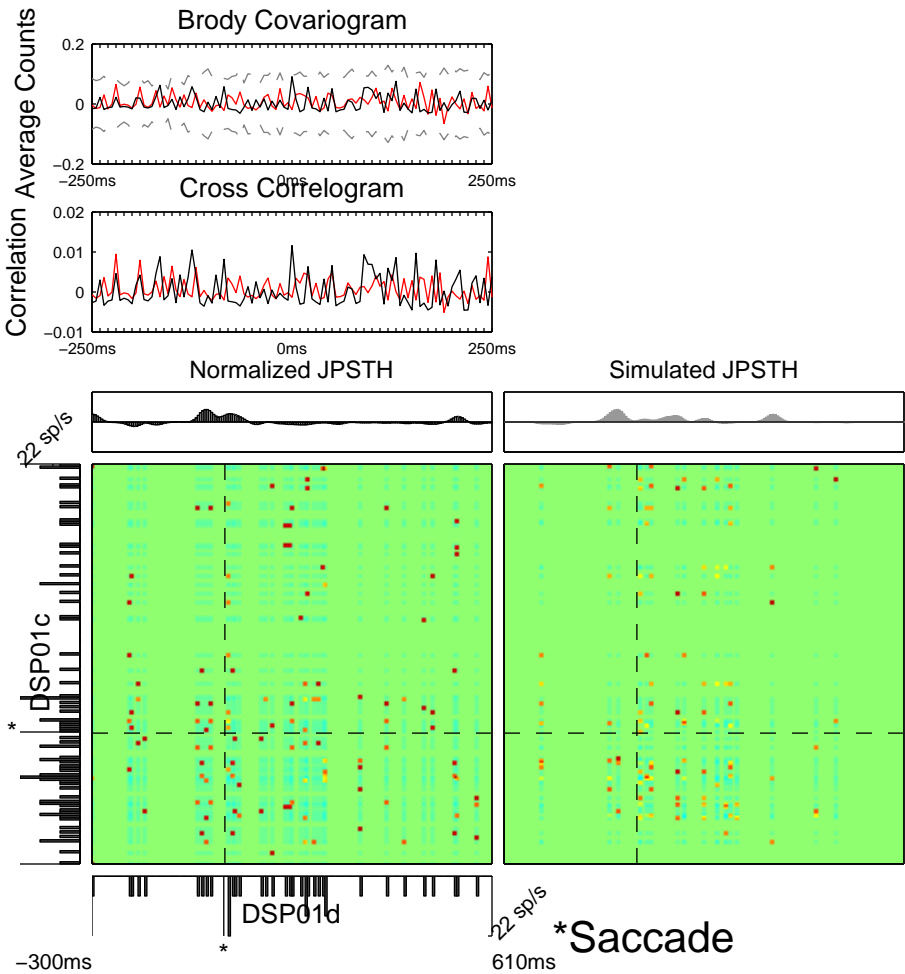 Brody Covariogram
Average Counts
0.2
0
−0.2
−250ms
0ms
250ms
Cross Correlogram
Correlation
0.02
0.01
0
−0.01
−250ms
0ms
250ms
Normalized JPSTH
Simulated JPSTH
22 sp/s
DSP01c
*
DSP01d
22 sp/s
*
*Saccade
−300ms
610ms